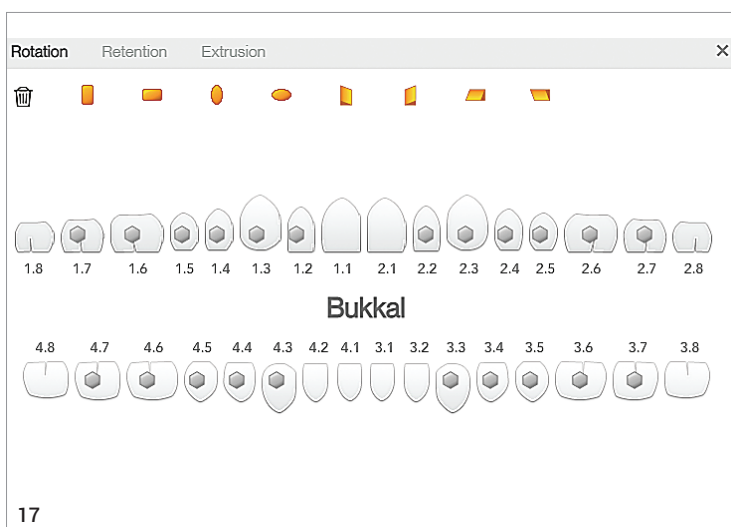 Rotation Retention Extrusion ×
1.8 1.7 1.6 1.5 1.4 1.3 1.2 1.1 2.1 2.2 2.3 2.4 2.5 2.6 2.7 2.8
Bukkal
4.8 4.7 4.6 4.5 4.4 4.3 4.2 4.1 3.1 3.2 3.3 3.4 3.5 3.6 3.7 3.8
17